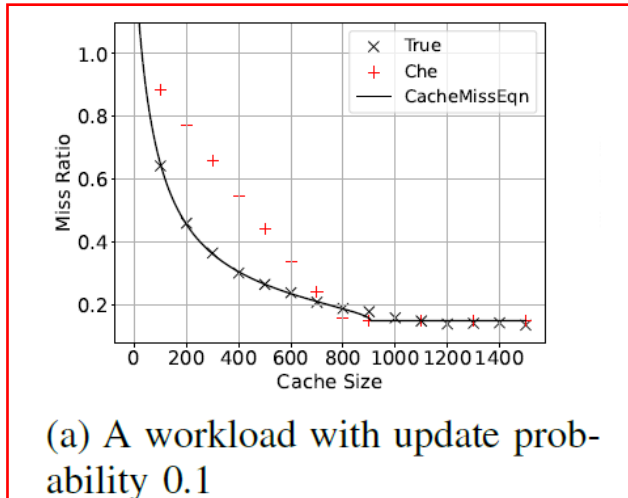 1.0
0.8
0.6
0.4
0.2
Miss Ratio
True
Che
CacheMissEqn
0 200 400 600 800 1000 1200 1400
Cache Size
(a) A workload with update prob-
ability 0.1